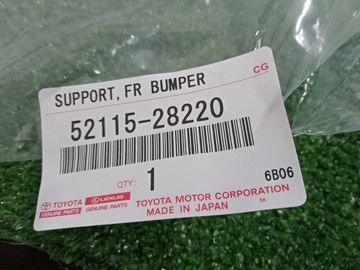 CG
SUPPORT, FR BUMPER
52115-28220
QTY: 1
6B06
TOYOTA GENUINE PARTS
LEXUS GENUINE PARTS
TOYOTA MOTOR CORPORATION
MADE IN JAPAN